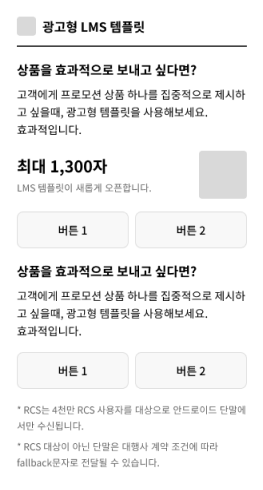 광고형 LMS 템플릿
상품을 효과적으로 보내고 싶다면?
고객에게 프로모션 상품 하나를 집중적으로 제시하
고 싶을때, 광고형 템플릿을 사용해보세요.
효과적입니다.
최대 1,300자
LMS 템플릿이 새롭게 오픈합니다.
버튼 1
버튼 2
상품을 효과적으로 보내고 싶다면?
고객에게 프로모션 상품 하나를 집중적으로 제시하
고 싶을때, 광고형 템플릿을 사용해보세요.
효과적입니다.
버튼 1
버튼 2
* RCS는 4천만 RCS 사용자를 대상으로 안드로이드 단말에
서만 수신됩니다.
* RCS 대상이 아닌 단말은 대행사 계약 조건에 따라
fallback문자로 전달될 수 있습니다.